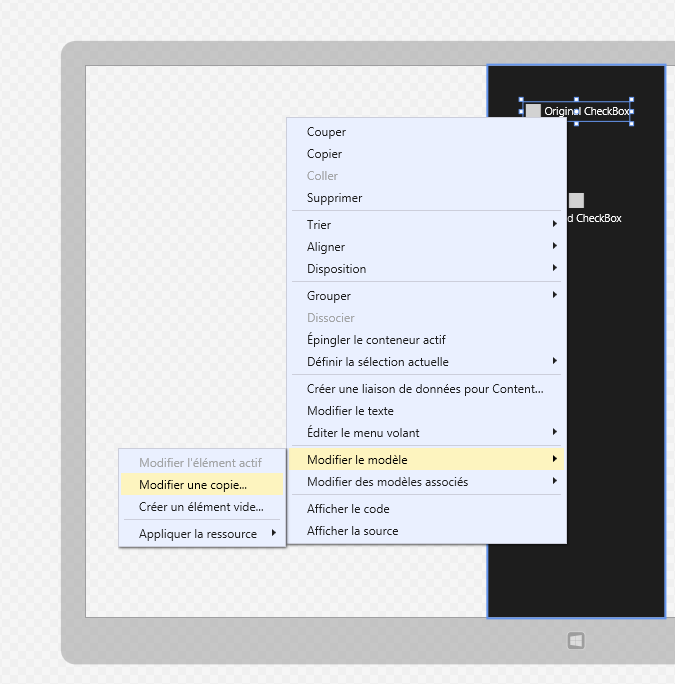 Original CheckBox
d CheckBox
Couper
Copier
Coller
Supprimer
Trier
Aligner
Disposition
Grouper
Dissocier
Épingler le conteneur actif
Définir la sélection actuelle
Créer une liaison de données pour Content...
Modifier le texte
Éditer le menu volant
Modifier le modèle
Modifier des modèles associés
Afficher le code
Afficher la source
Modifier l'élément actif
Modifier une copie...
Créer un élément vide...
Appliquer la ressource